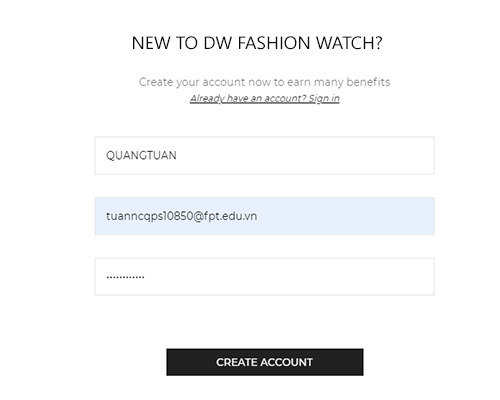 NEW TO DW FASHION WATCH?
Create your account now to earn many benefits
Already have an account? Sign in
QUANGTUAN
tuanncqps10850@fpt.edu.vn
••••••••••••
CREATE ACCOUNT